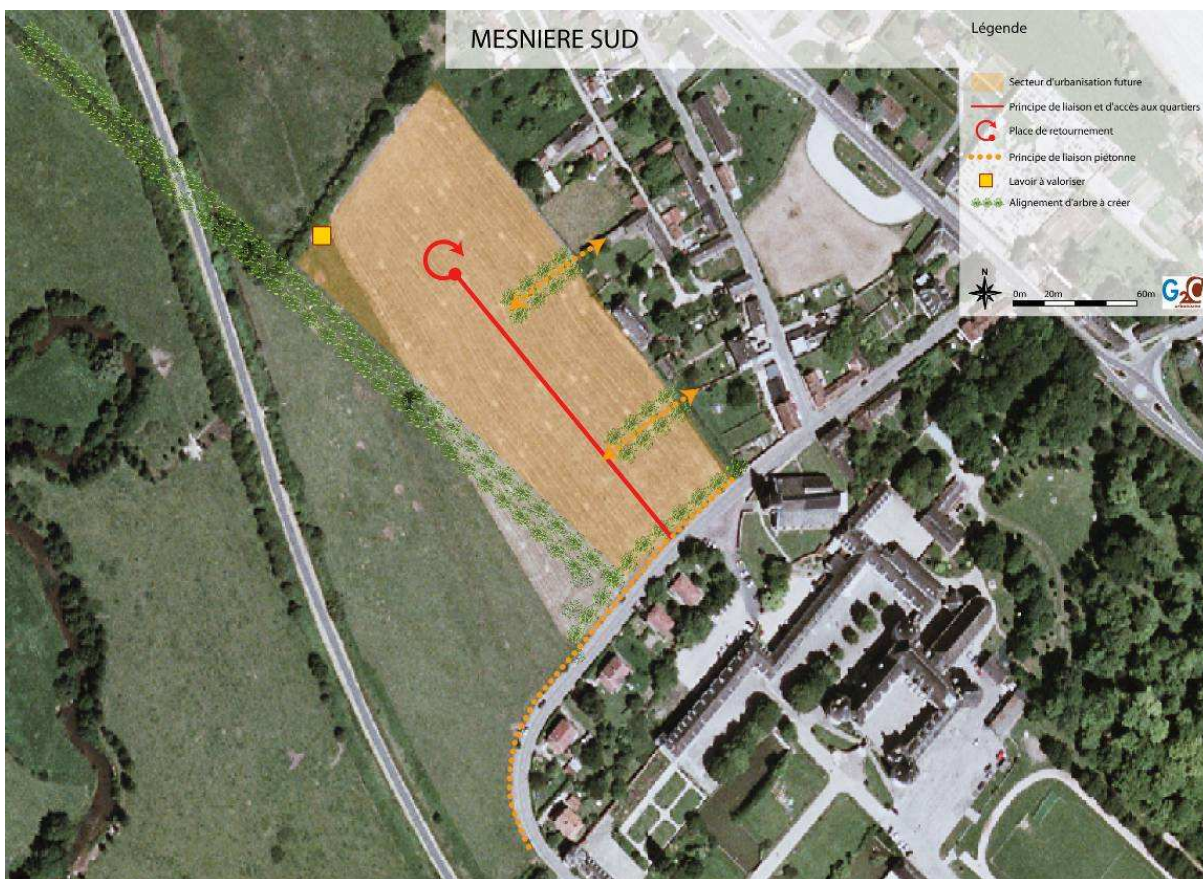 MESNIERE SUD
Légende
Secteur d'urbanisation future
Principe de liaison et d'accès aux quartiers
Place de retournement
Principe de liaison piétonne
Lavoir à valoriser
Alignement d'arbre à créer
N
0m 20m 60m
G2C